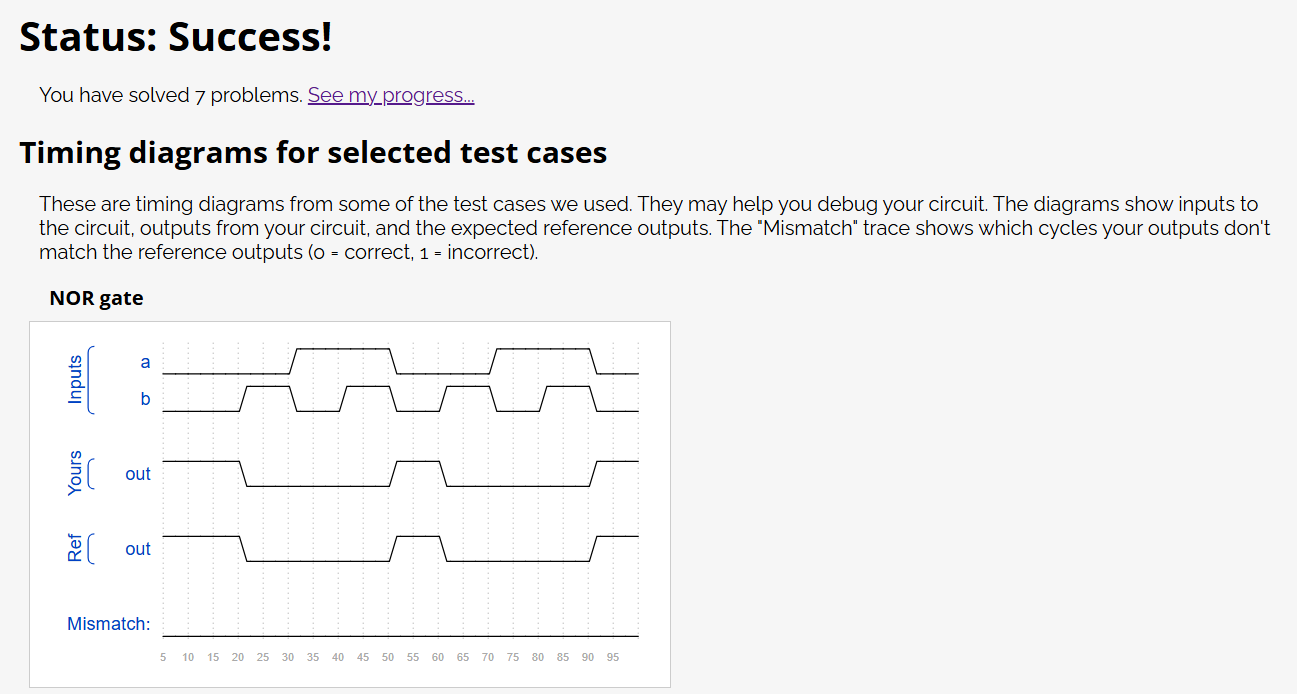 Status: Success!
You have solved 7 problems. See my progress...
Timing diagrams for selected test cases
These are timing diagrams from some of the test cases we used. They may help you debug your circuit. The diagrams show inputs to
the circuit, outputs from your circuit, and the expected reference outputs. The "Mismatch" trace shows which cycles your outputs don't
match the reference outputs (0 = correct, 1 = incorrect).
NOR gate
Inputs
a
b
Yours
out
Ref
out
Mismatch:
5 10 15 20 25 30 35 40 45 50 55 60 65 70 75 80 85 90 95